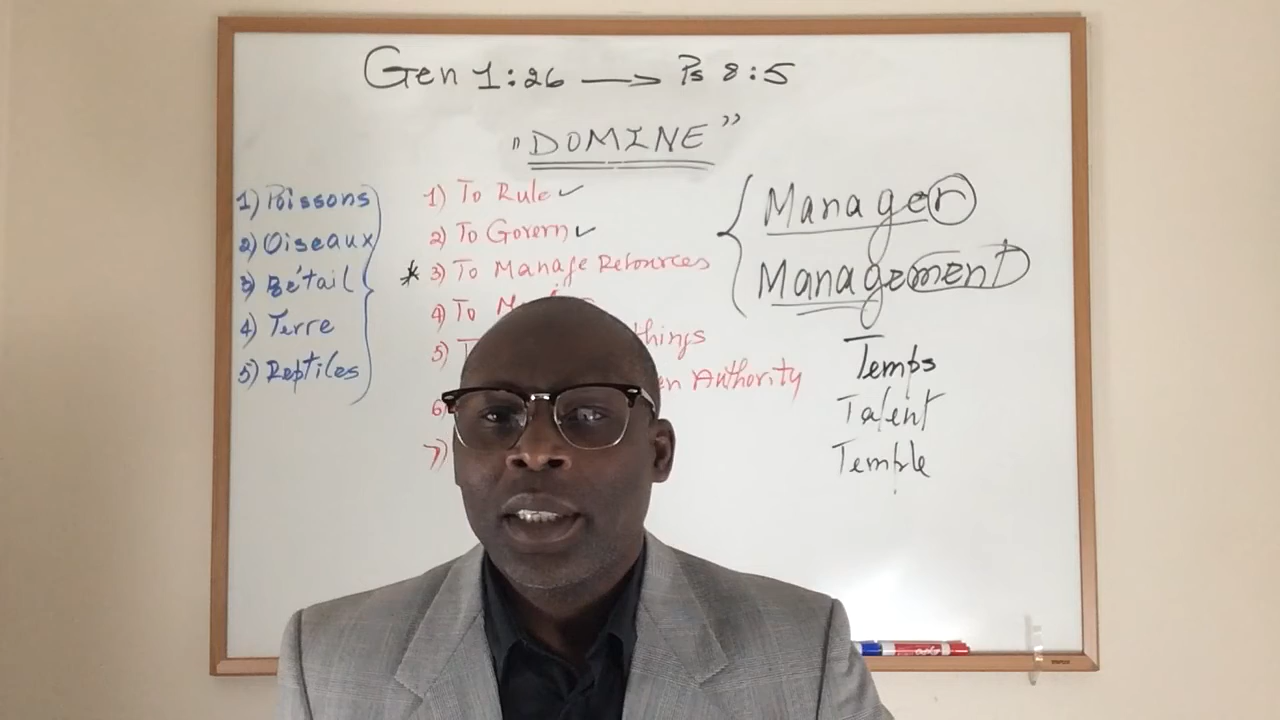 Gen 1:26 → Ps 8:5
"DOMINE"
1) Poissons
2) Oiseaux
3) Bétail
4) Terre
5) Reptiles
1) To Rule ✓
2) To Govern ✓
* 3) To Manage Resources
4) To
5) things
en Authority
6)
7)
Manager
Management
Temps
Talent
Temple